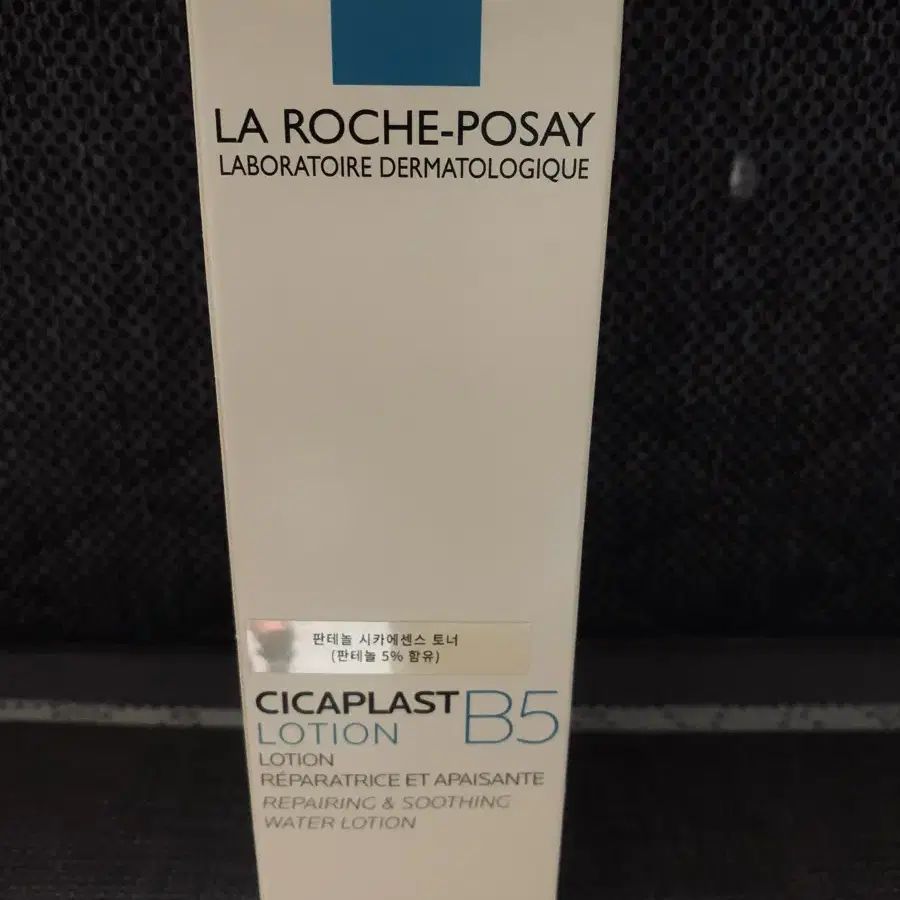 LA ROCHE-POSAY
LABORATOIRE DERMATOLOGIQUE
판테놀 시카에센스 토너
(판테놀 5% 함유)
CICAPLAST B5
LOTION
LOTION
RÉPARATRICE ET APAISANTE
REPAIRING & SOOTHING
WATER LOTION